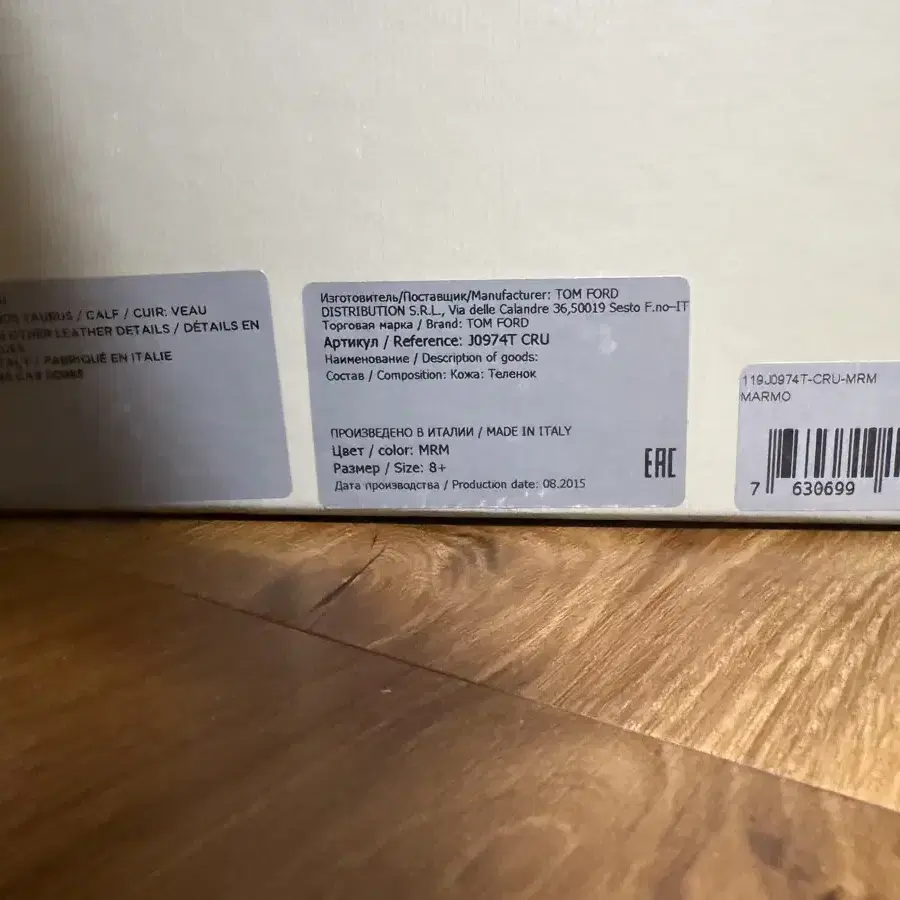 TAURUS / CALF / CUIR: VEAU
OTHER LEATHER DETAILS / DÉTAILS EN
/ FABRIQUÉ EN ITALIE
Изготовитель/Поставщик/Manufacturer: TOM FORD
DISTRIBUTION S.R.L., Via delle Calandre 36,50019 Sesto F.no-IT
Торговая марка / Brand: TOM FORD
Артикул / Reference: J0974T CRU
Наименование / Description of goods:
Состав / Composition: Кожа: Теленок
ПРОИЗВЕДЕНО В ИТАЛИИ / MADE IN ITALY
Цвет / color: MRM
Размер / Size: 8+
Дата производства / Production date: 08.2015
EAC
119J0974T-CRU-MRM
MARMO
7 630699